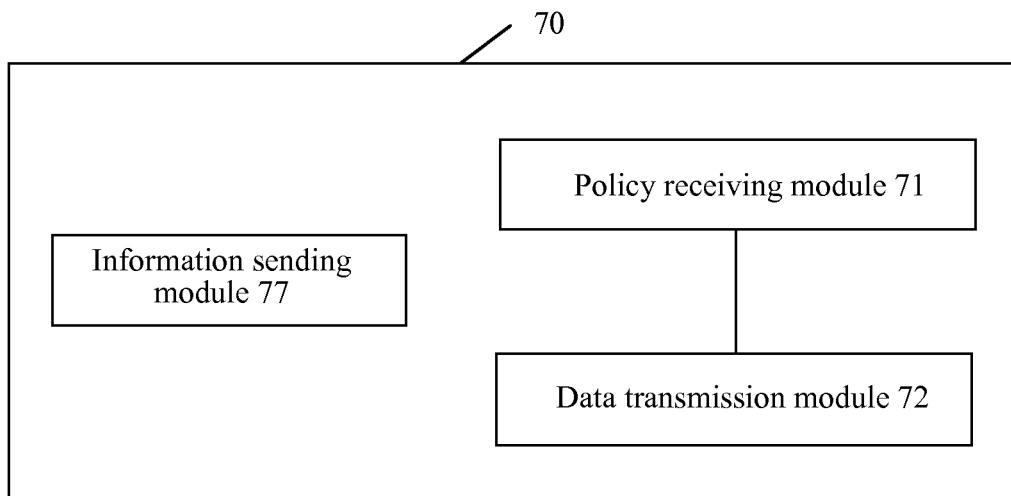 70
Policy receiving module 71
Information sending
module 77
Data transmission module 72